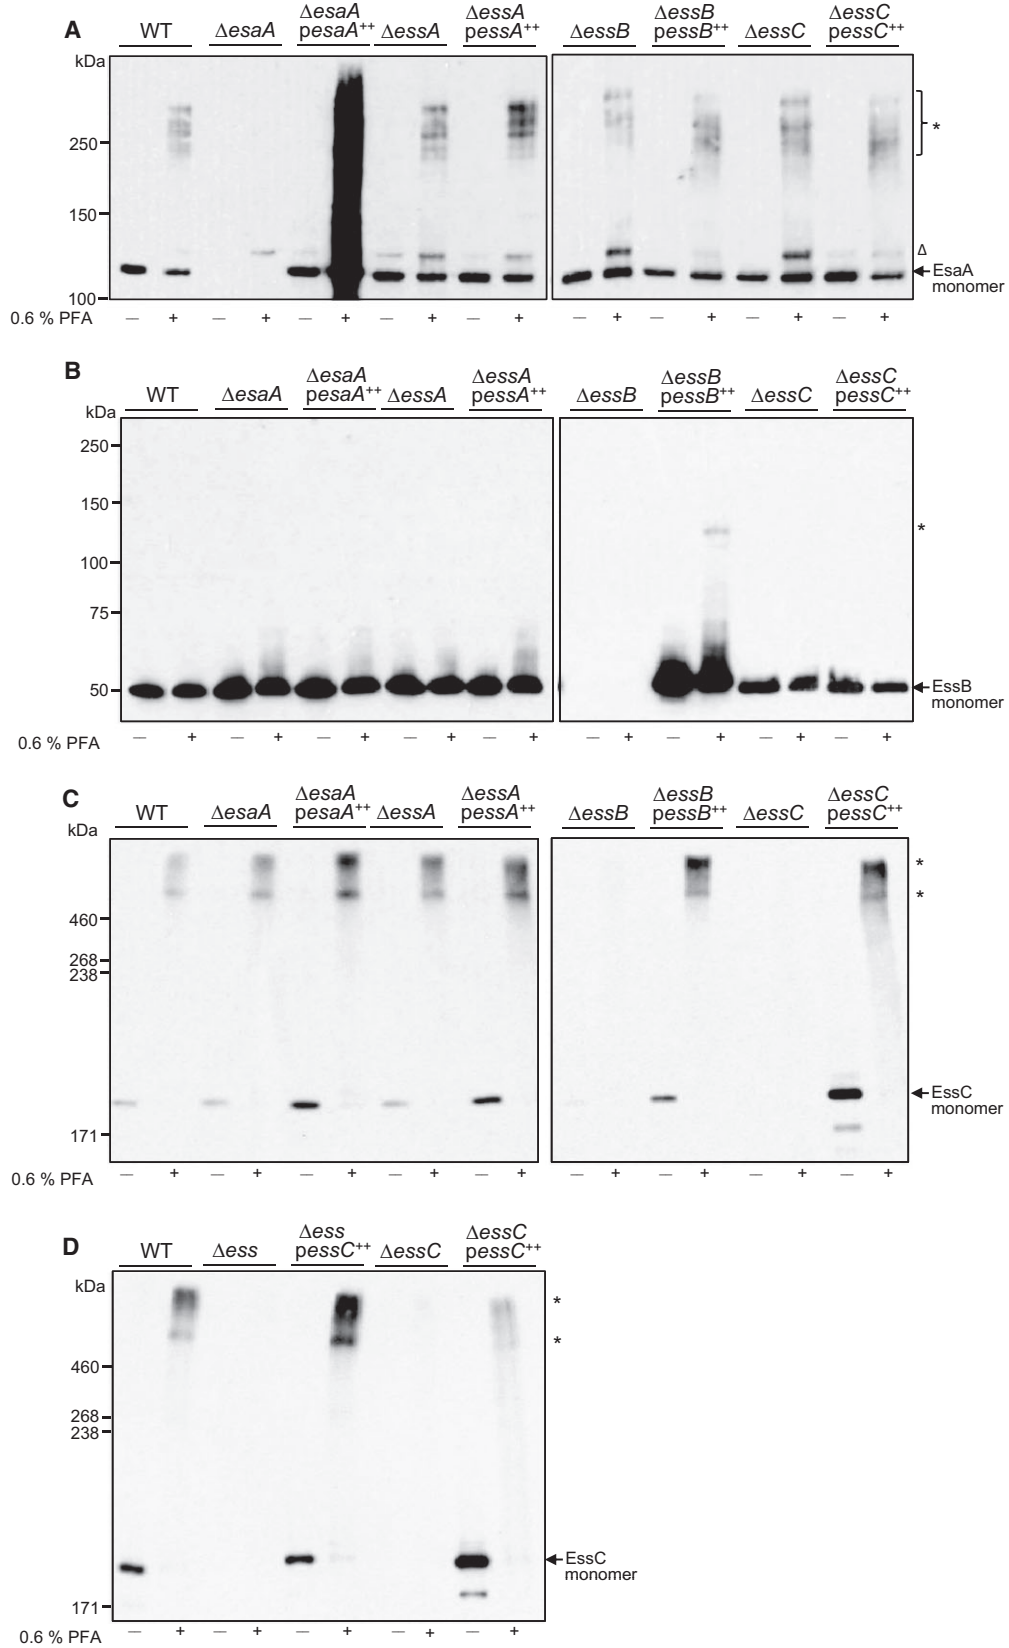 A
WT ΔesaA ΔesaA pesaA++ ΔessA ΔessA pessA++ ΔessB ΔessB pessB++ ΔessC ΔessC pessC++
kDa
250
150
100
*
Δ
EsaA monomer
0.6 % PFA — + — + — + — + — + — + — + — + — +
B
WT ΔesaA ΔesaA pesaA++ ΔessA ΔessA pessA++ ΔessB ΔessB pessB++ ΔessC ΔessC pessC++
kDa
250
150
*
100
75
50
EssB monomer
0.6 % PFA — + — + — + — + — + — + — + — + — +
C
WT ΔesaA ΔesaA pesaA++ ΔessA ΔessA pessA++ ΔessB ΔessB pessB++ ΔessC ΔessC pessC++
kDa
*
*
460
268
238
EssC monomer
171
0.6 % PFA — + — + — + — + — + — + — + — + — +
D
WT Δess Δess pessC++ ΔessC ΔessC pessC++
kDa
*
*
460
268
238
EssC monomer
171
0.6 % PFA — + — + — + — + — +